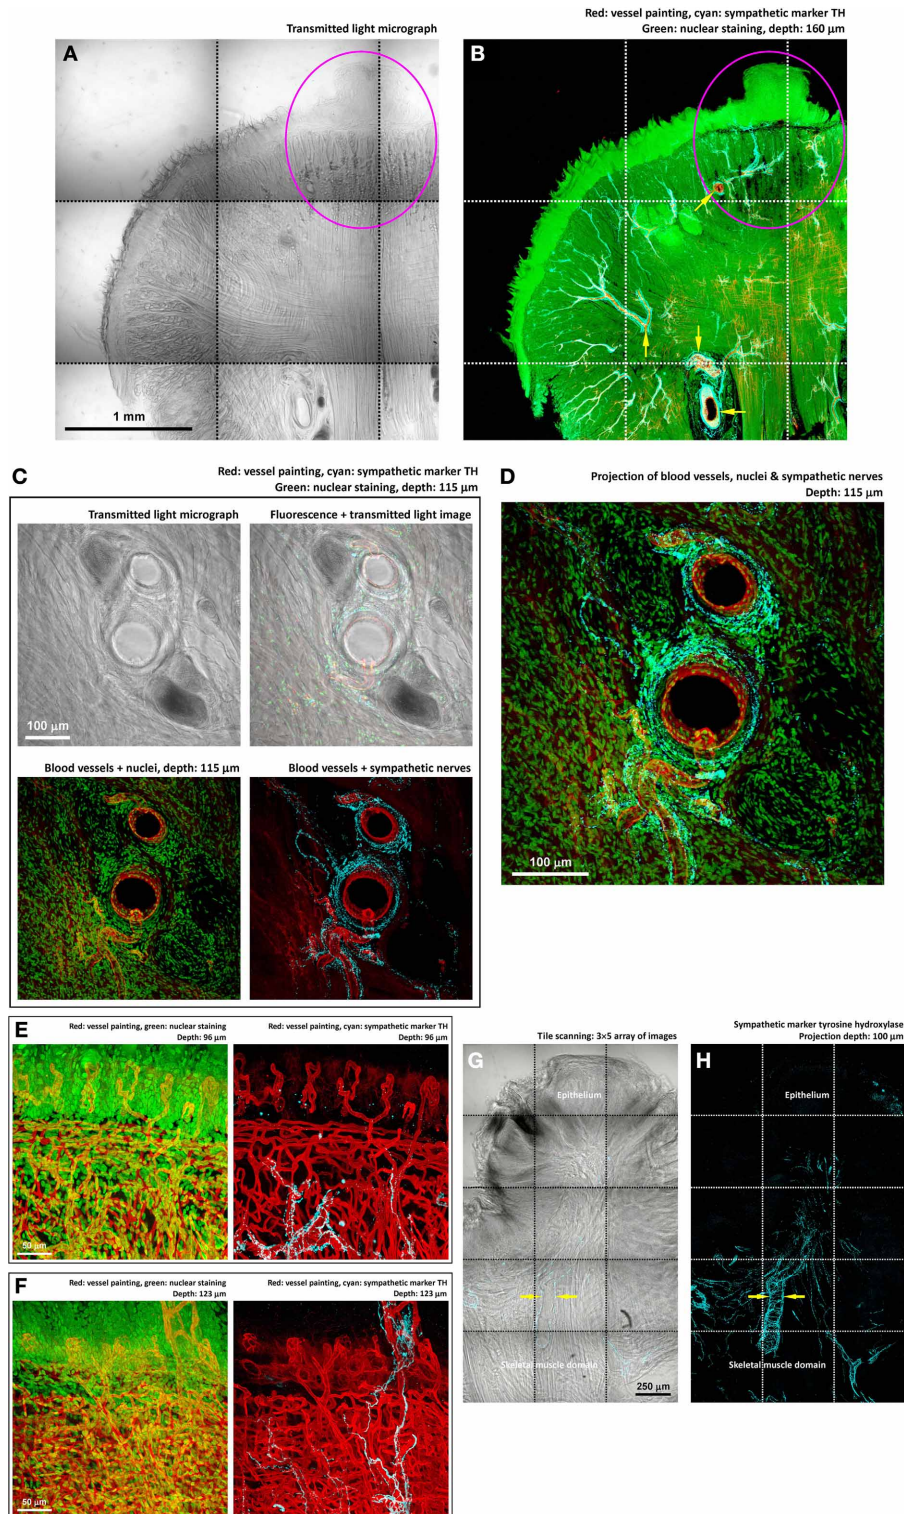 Transmitted light micrograph
A
1 mm
Red: vessel painting, cyan: sympathetic marker TH
Green: nuclear staining, depth: 160 μm
B
Red: vessel painting, cyan: sympathetic marker TH
Green: nuclear staining, depth: 115 μm
C
Transmitted light micrograph
100 μm
Fluorescence + transmitted light image
Blood vessels + nuclei, depth: 115 μm
Blood vessels + sympathetic nerves
D
Projection of blood vessels, nuclei & sympathetic nerves
Depth: 115 μm
100 μm
E
Red: vessel painting, green: nuclear staining
Depth: 96 μm
50 μm
Red: vessel painting, cyan: sympathetic marker TH
Depth: 96 μm
F
Red: vessel painting, green: nuclear staining
Depth: 123 μm
50 μm
Red: vessel painting, cyan: sympathetic marker TH
Depth: 123 μm
Tile scanning: 3×5 array of images
G
Epithelium
Skeletal muscle domain
250 μm
Sympathetic marker tyrosine hydroxylase
Projection depth: 100 μm
H
Epithelium
Skeletal muscle domain